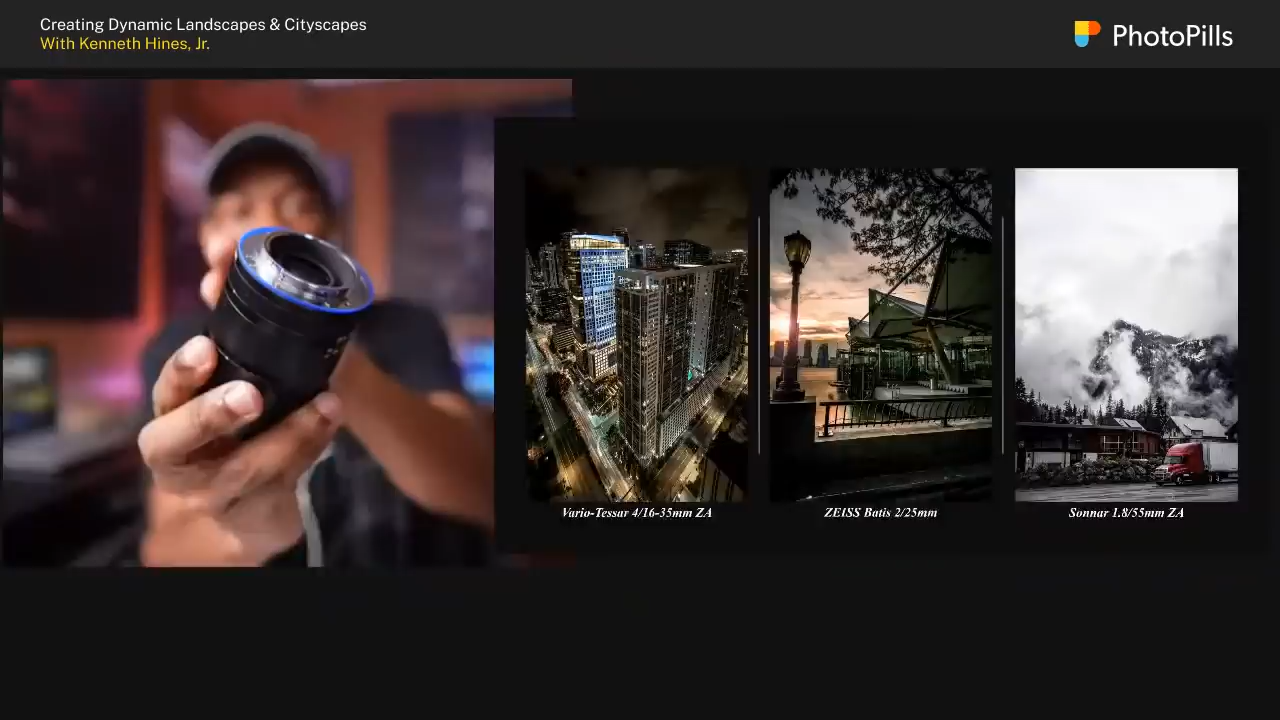 Creating Dynamic Landscapes & Cityscapes
With Kenneth Hines, Jr.
PhotoPills
Vario-Tessar 4/16-35mm ZA
ZEISS Batis 2/25mm
Sonnar 1.8/55mm ZA